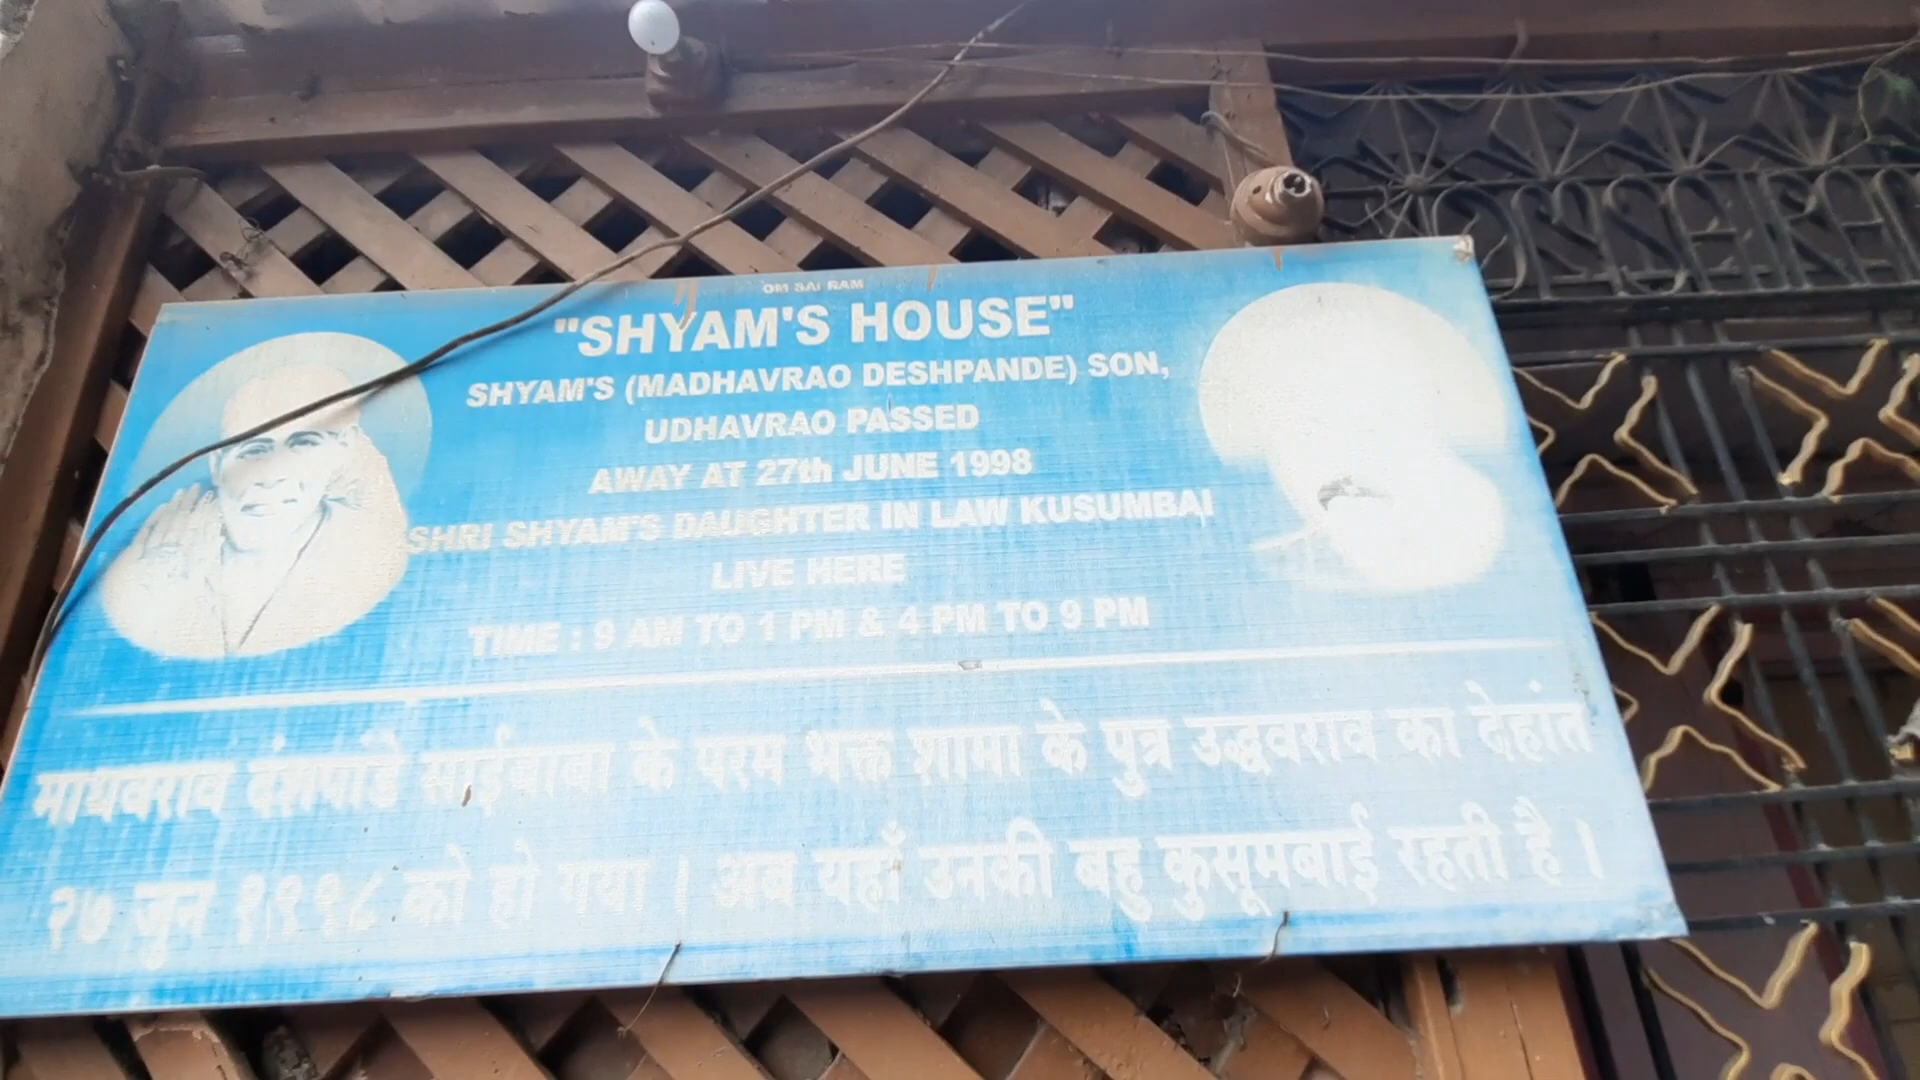 OM SAI RAM
"SHYAM'S HOUSE"
SHYAM'S (MADHAVRAO DESHPANDE) SON,
UDHAVRAO PASSED
AWAY AT 27th JUNE 1998
SHRI SHYAM'S DAUGHTER IN LAW KUSUMBAI
LIVE HERE
TIME : 9 AM TO 1 PM & 4 PM TO 9 PM
माधवराव देशपांडे साईबाबा के परम भक्त शामा के पुत्र उद्धवराव का देहांत
२७ जुन १९९८ को हो गया । अब यहाँ उनकी बहु कुसूमबाई रहती है ।